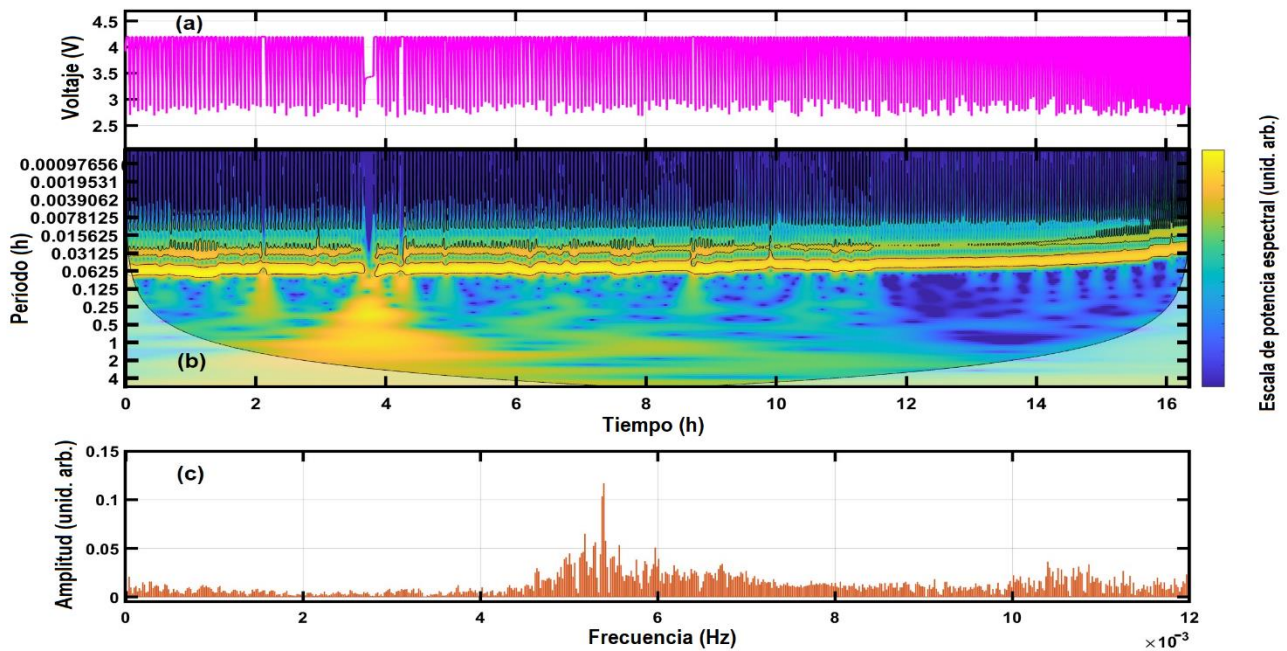 (a)
Voltaje (V)
4.5
4
3.5
3
2.5
Período (h)
0.00097656
0.0019531
0.0039062
0.0078125
0.015625
0.03125
0.0625
0.125
0.25
0.5
1
2
4
(b)
0 2 4 6 8 10 12 14 16
Tiempo (h)
Escala de potencia espectral (unid. arb.)
(c)
Amplitud (unid. arb.)
0.15
0.1
0.05
0
0 2 4 6 8 10 12
Frecuencia (Hz)
×10⁻³